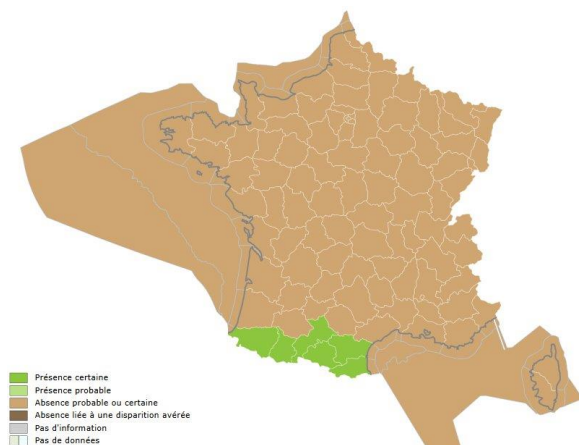 Présence certaine
Présence probable
Absence probable ou certaine
Absence liée à une disparition avérée
Pas d'information
Pas de données